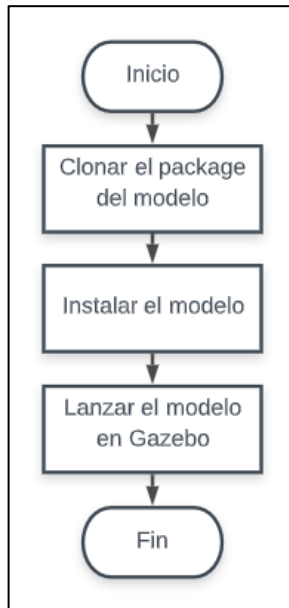 Inicio
Clonar el package
del modelo
Instalar el modelo
Lanzar el modelo
en Gazebo
Fin